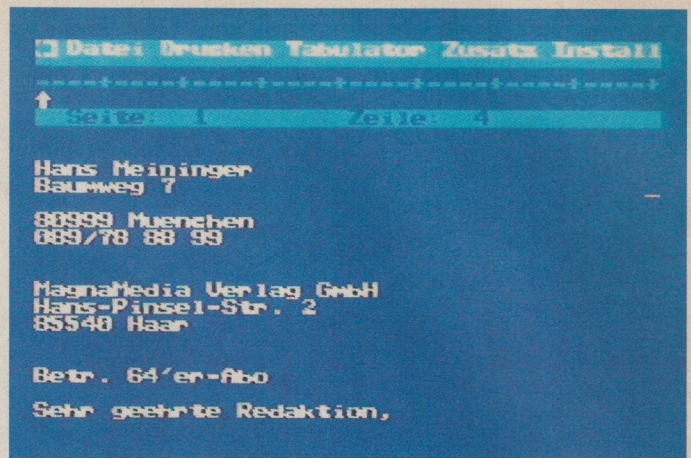 Datei Drucken Tabulator Zusatz Install
Seite: 1 Zeile: 4
Hans Meininger
Baumweg 7
80999 Muenchen
089/78 88 99
MagnaMedia Verlag GmbH
Hans-Pinsel-Str. 2
85540 Haar
Betr. 64'er-Abo
Sehr geehrte Redaktion,